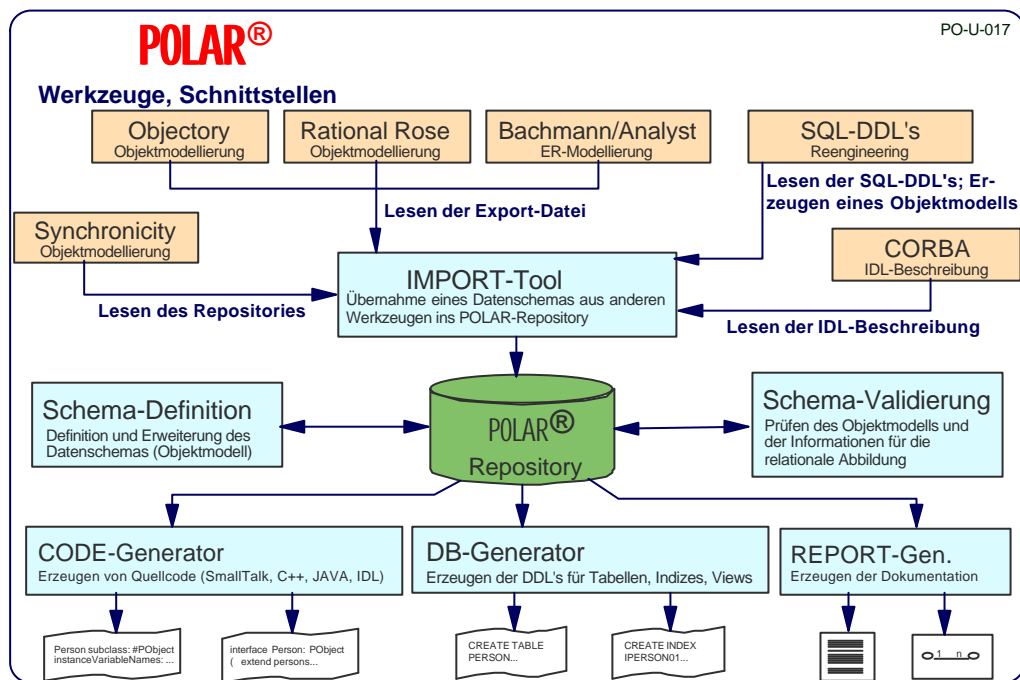 POLAR®
PO-U-017
Werkzeuge, Schnittstellen
Objectory
Objektmodellierung
Rational Rose
Objektmodellierung
Bachmann/Analyst
ER-Modellierung
SQL-DDL's
Reengineering
Lesen der SQL-DDL's; Er-
zeugen eines Objektmodells
Lesen der Export-Datei
Synchronicity
Objektmodellierung
CORBA
IDL-Beschreibung
IMPORT-Tool
Übernahme eines Datenschemas aus anderen
Werkzeugen ins POLAR-Repository
Lesen des Repositories
Lesen der IDL-Beschreibung
Schema-Definition
Definition und Erweiterung des
Datenschemas (Objektmodell)
POLAR®
Repository
Schema-Validierung
Prüfen des Objektmodells und
der Informationen für die
relationale Abbildung
CODE-Generator
Erzeugen von Quellcode (SmallTalk, C++, JAVA, IDL)
DB-Generator
Erzeugen der DDL's für Tabellen, Indizes, Views
REPORT-Gen.
Erzeugen der Dokumentation
Person subclass: #PObject
instanceVariableNames: ...
interface Person: PObject
( extend persons...
CREATE TABLE
PERSON...
CREATE INDEX
IPERSON01...
1 n